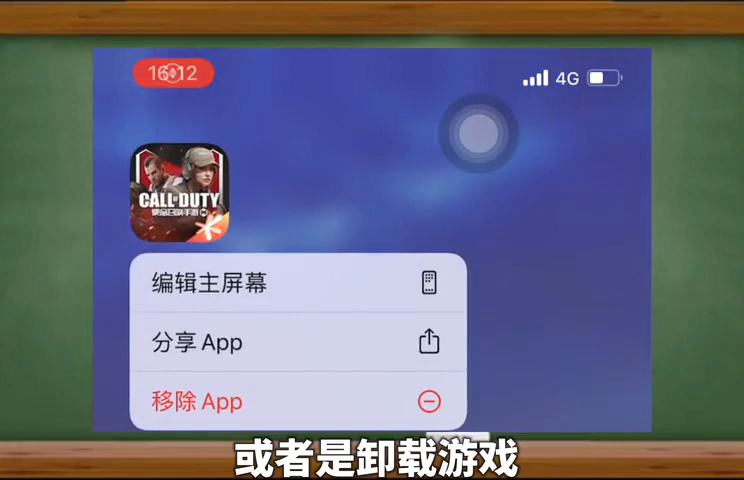 16:12
4G
CALL OF DUTY
使命召唤手游
编辑主屏幕
分享 App
移除 App
或者是卸载游戏